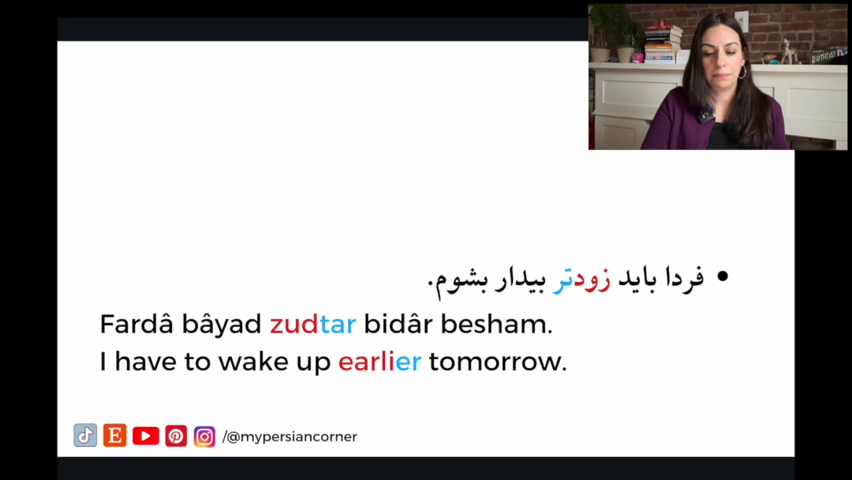 • فردا باید زودتر بیدار بشوم.
Fardâ bâyad zudtar bidâr besham.
I have to wake up earlier tomorrow.
/@mypersiancorner